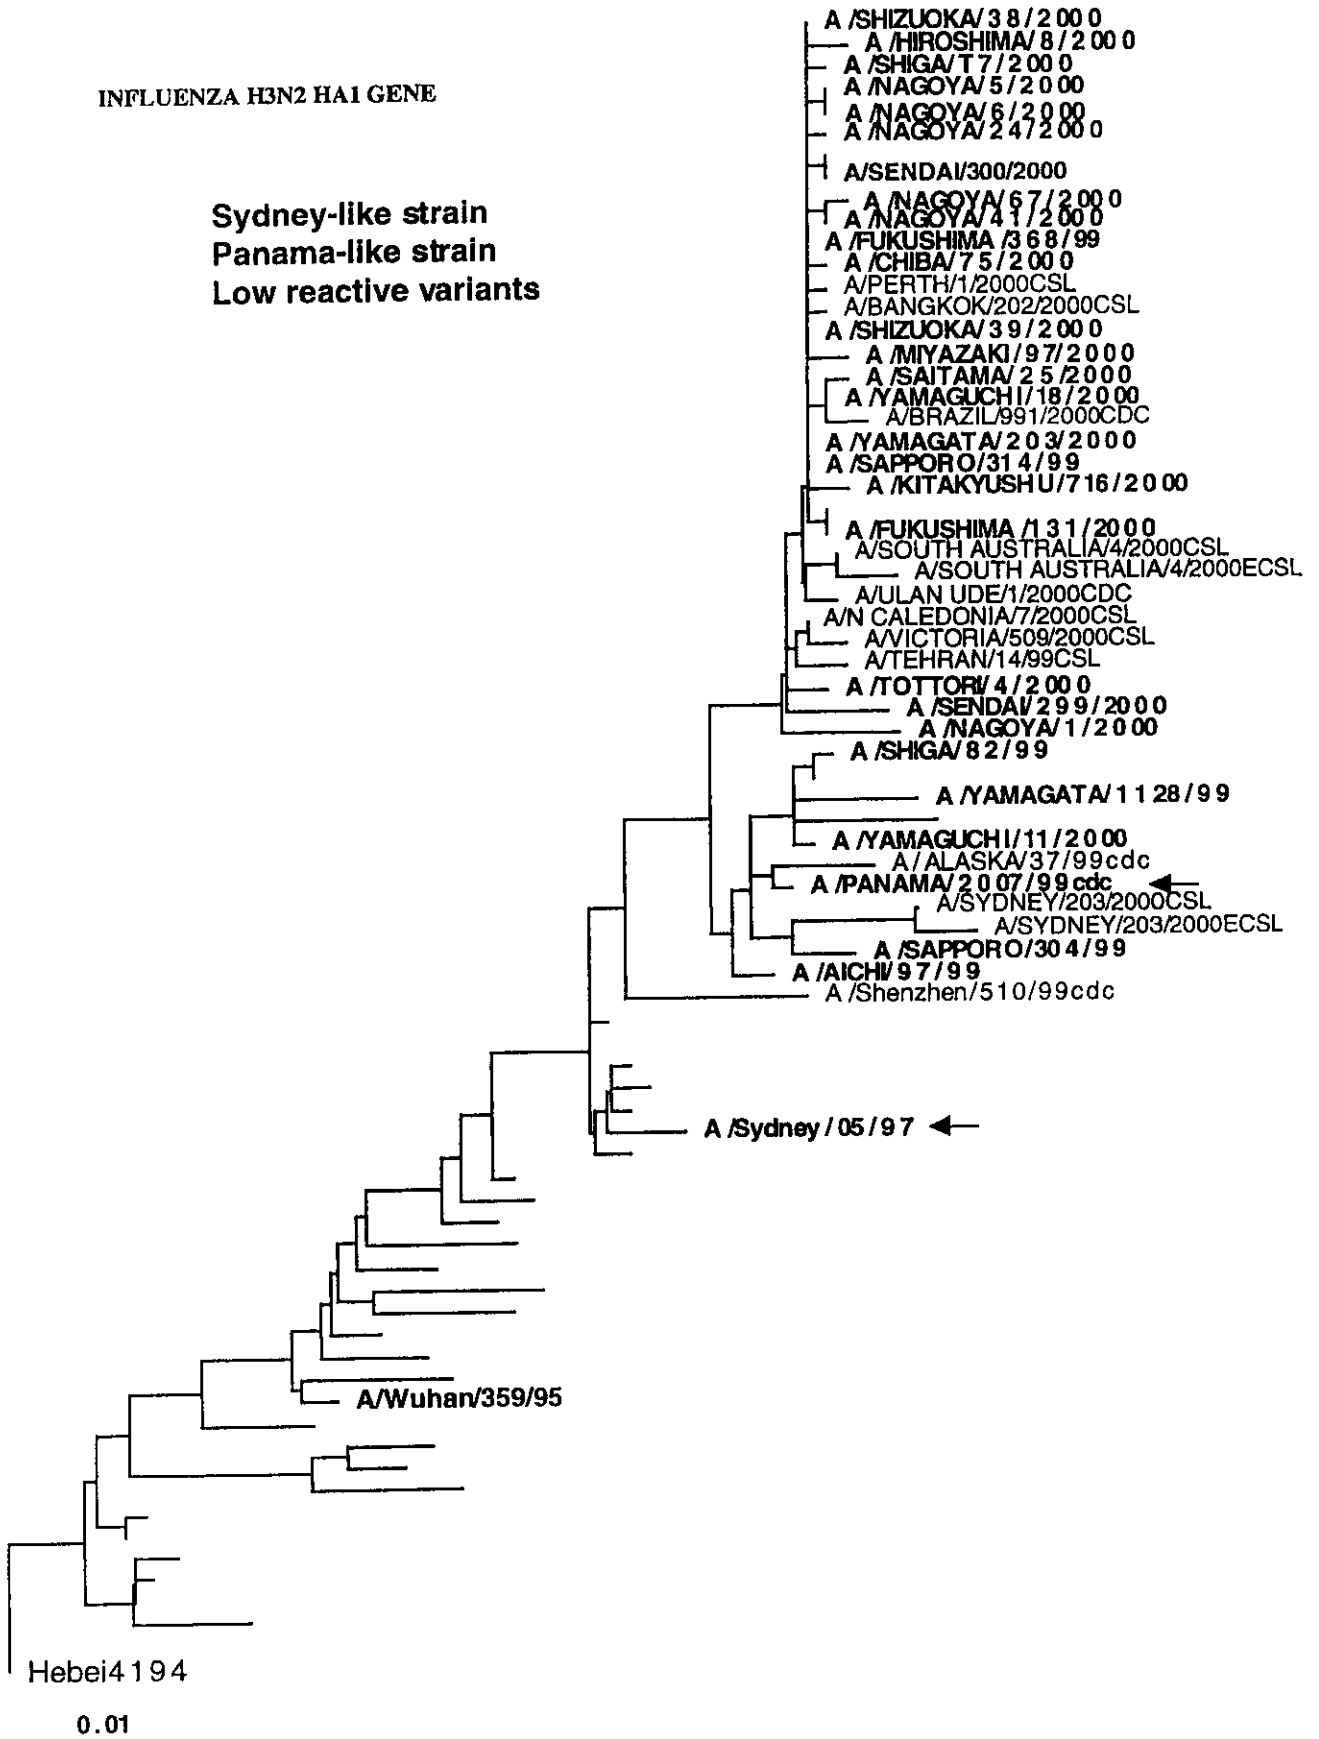 INFLUENZA H3N2 HA1 GENE
Sydney-like strain
Panama-like strain
Low reactive variants
A/SHIZUOKA/38/2000
A/HIROSHIMA/8/2000
A/SHIGA/T7/2000
A/NAGOYA/5/2000
A/NAGOYA/6/2000
A/NAGOYA/24/2000
A/SENDAI/300/2000
A/NAGOYA/67/2000
A/NAGOYA/41/2000
A/FUKUSHIMA/368/99
A/CHIBA/75/2000
A/PERTH/1/2000CSL
A/BANGKOK/202/2000CSL
A/SHIZUOKA/39/2000
A/MIYAZAKI/97/2000
A/SAITAMA/25/2000
A/YAMAGUCHI/18/2000
A/BRAZIL/991/2000CDC
A/YAMAGATA/203/2000
A/SAPPORO/314/99
A/KITAKYUSHU/716/2000
A/FUKUSHIMA/131/2000
A/SOUTH AUSTRALIA/4/2000CSL
A/SOUTH AUSTRALIA/4/2000ECSL
A/ULAN UDE/1/2000CDC
A/N CALEDONIA/7/2000CSL
A/VICTORIA/509/2000CSL
A/TEHRAN/14/99CSL
A/TOTTORI/4/2000
A/SENDAI/299/2000
A/NAGOYA/1/2000
A/SHIGA/82/99
A/YAMAGATA/1128/99
A/YAMAGUCHI/11/2000
A/ALASKA/37/99cdc
A/PANAMA/2007/99cdc
A/SYDNEY/203/2000CSL
A/SYDNEY/203/2000ECSL
A/SAPPORO/304/99
A/AICHI/97/99
A/Shenzhen/510/99cdc
A/Sydney/05/97
A/Wuhan/359/95
Hebei4194
0.01